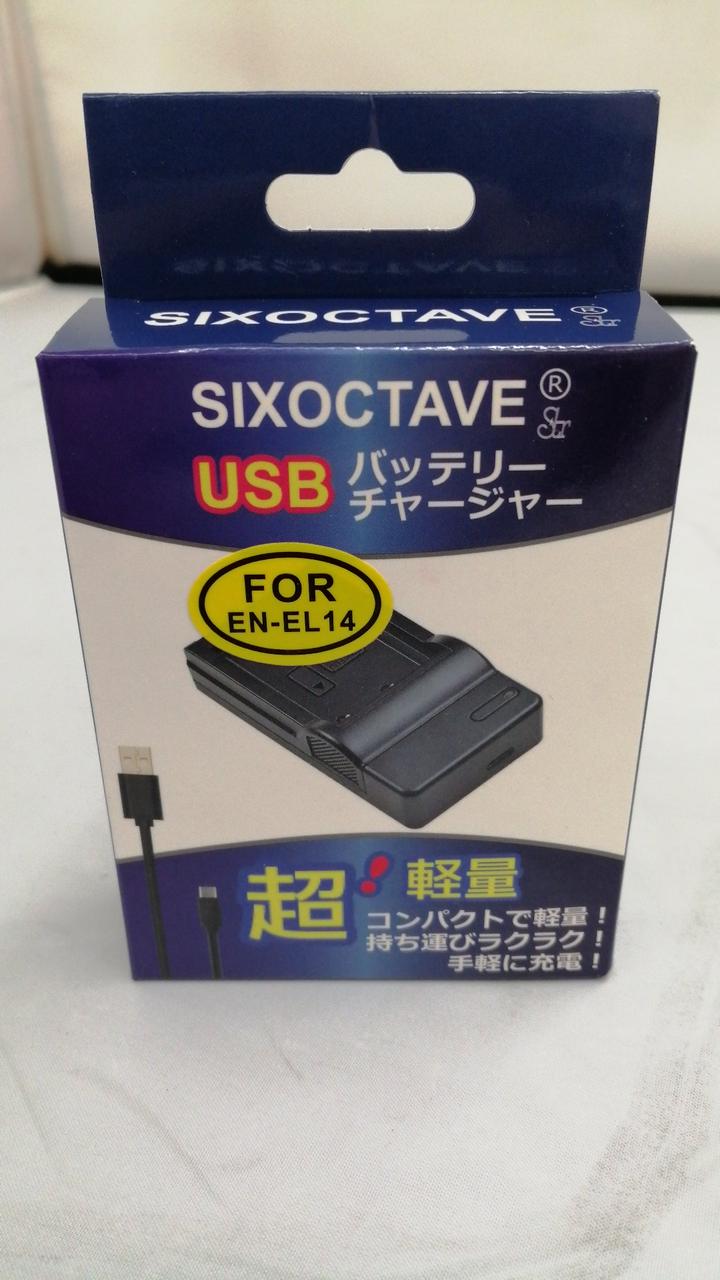 SIXOCTAVE ®
SIXOCTAVE ®
Str
USB バッテリー
チャージャー
FOR
EN-EL14
超!軽量
コンパクトで軽量!
持ち運びラクラク!
手軽に充電!